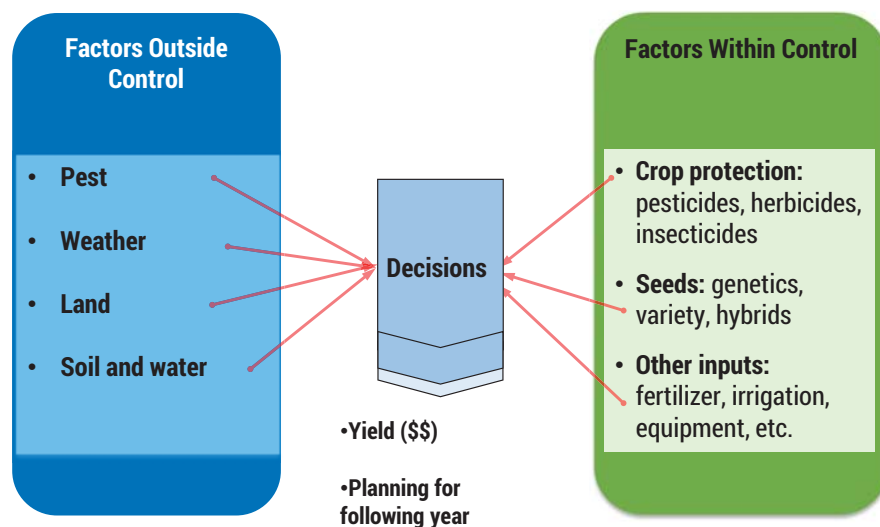 Factors Outside
Control
• Pest
• Weather
• Land
• Soil and water
Decisions
•Yield ($$)
•Planning for
following year
Factors Within Control
• Crop protection:
pesticides, herbicides,
insecticides
• Seeds: genetics,
variety, hybrids
• Other inputs:
fertilizer, irrigation,
equipment, etc.